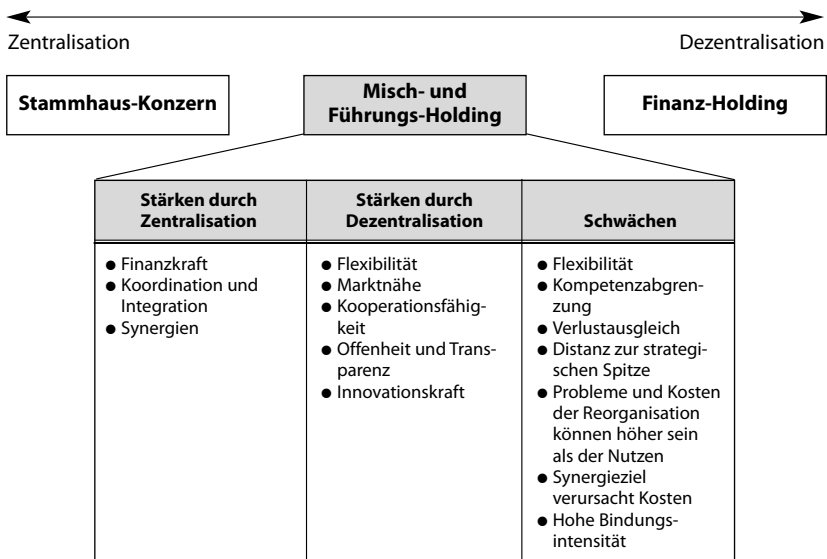 Zentralisation Dezentralisation
Stammhaus-Konzern
Misch- und
Führungs-Holding
Finanz-Holding
Stärken durch
Zentralisation
● Finanzkraft
● Koordination und
Integration
● Synergien
Stärken durch
Dezentralisation
● Flexibilität
● Marktnähe
● Kooperationsfähig-
keit
● Offenheit und Trans-
parenz
● Innovationskraft
Schwächen
● Flexibilität
● Kompetenzabgren-
zung
● Verlustausgleich
● Distanz zur strategi-
schen Spitze
● Probleme und Kosten
der Reorganisation
können höher sein
als der Nutzen
● Synergieziel
verursacht Kosten
● Hohe Bindungs-
intensität